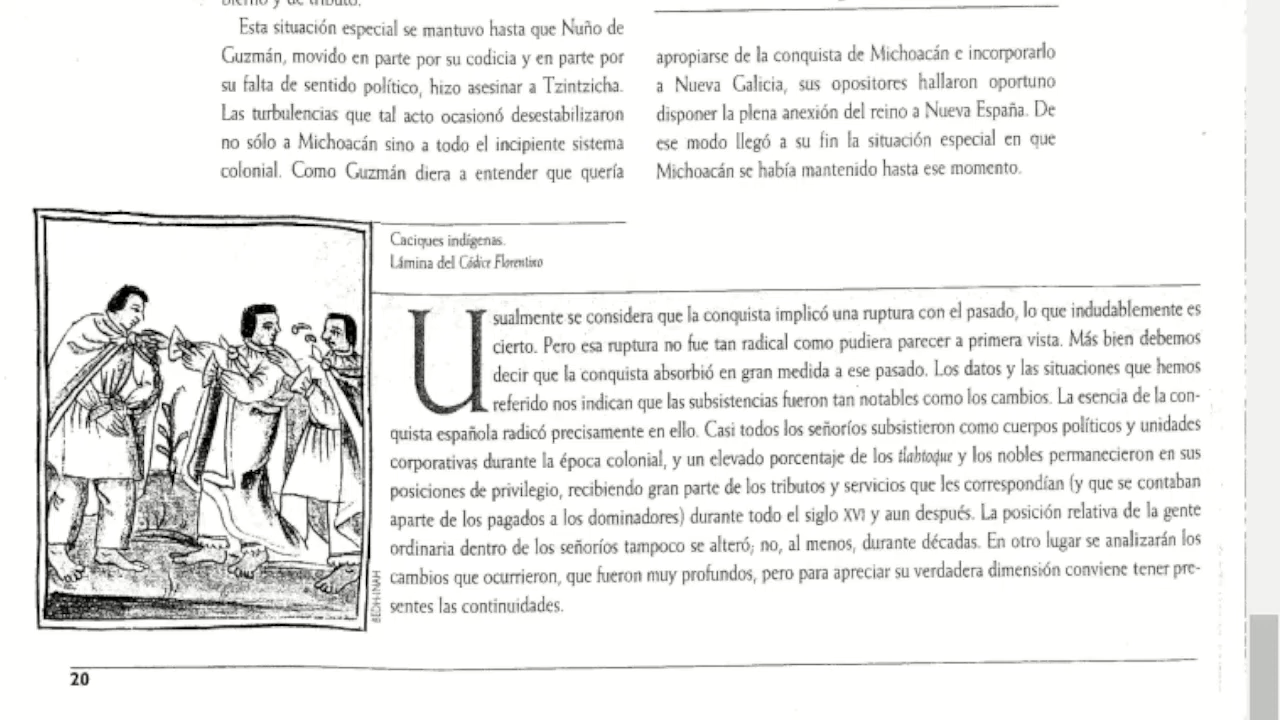 Esta situación especial se mantuvo hasta que Nuño de
Guzmán, movido en parte por su codicia y en parte por
su falta de sentido político, hizo asesinar a Tzintzicha.
Las turbulencias que tal acto ocasionó desestabilizaron
no sólo a Michoacán sino a todo el incipiente sistema
colonial. Como Guzmán diera a entender que quería
apropiarse de la conquista de Michoacán e incorporarlo
a Nueva Galicia, sus opositores hallaron oportuno
disponer la plena anexión del reino a Nueva España. De
ese modo llegó a su fin la situación especial en que
Michoacán se había mantenido hasta ese momento.
Caciques indígenas.
Lámina del Códice Florentino
Usualmente se considera que la conquista implicó una ruptura con el pasado, lo que indudablemente es
cierto. Pero esa ruptura no fue tan radical como pudiera parecer a primera vista. Más bien debemos
decir que la conquista absorbió en gran medida a ese pasado. Los datos y las situaciones que hemos
referido nos indican que las subsistencias fueron tan notables como los cambios. La esencia de la con-
quista española radicó precisamente en ello. Casi todos los señoríos subsistieron como cuerpos políticos y unidades
corporativas durante la época colonial, y un elevado porcentaje de los tlahtoque y los nobles permanecieron en sus
posiciones de privilegio, recibiendo gran parte de los tributos y servicios que les correspondían (y que se contaban
aparte de los pagados a los dominadores) durante todo el siglo XVI y aun después. La posición relativa de la gente
ordinaria dentro de los señoríos tampoco se alteró; no, al menos, durante décadas. En otro lugar se analizarán los
cambios que ocurrieron, que fueron muy profundos, pero para apreciar su verdadera dimensión conviene tener pre-
sentes las continuidades.
20